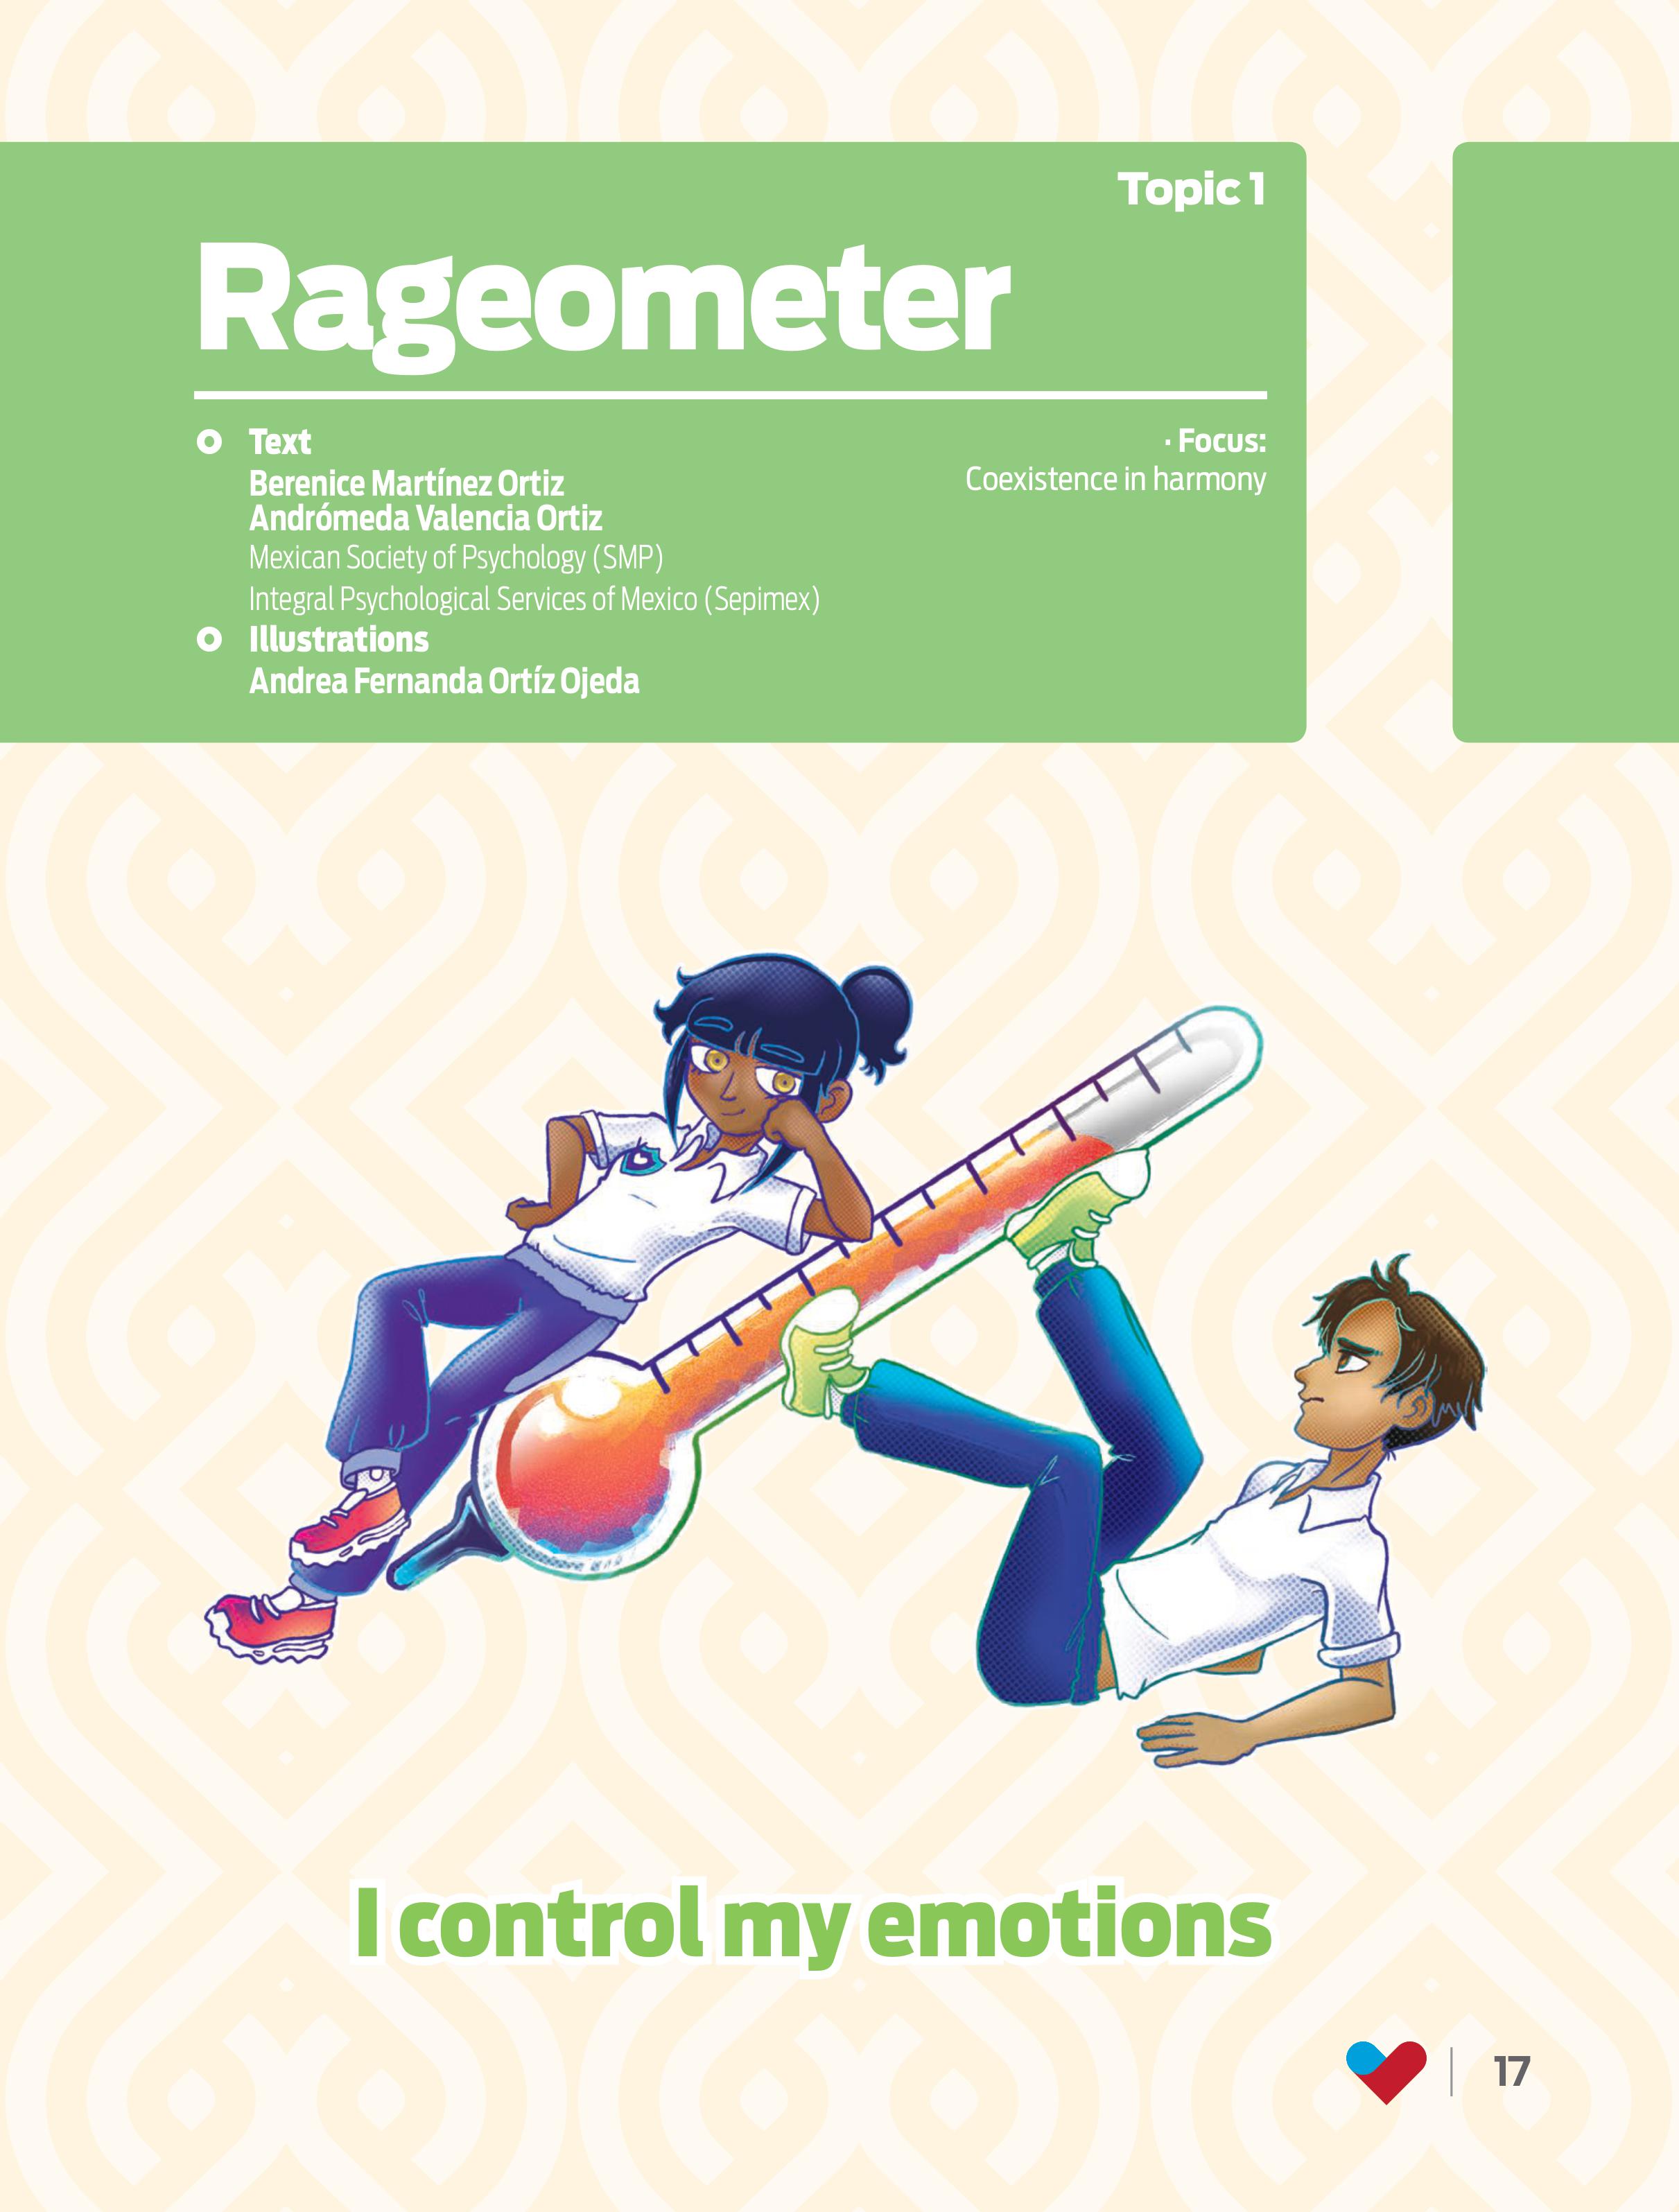 Topic 1
Rageometer
Text
Berenice Martínez Ortiz
Andrómeda Valencia Ortiz
Mexican Society of Psychology (SMP)
Integral Psychological Services of Mexico (Sepimex)
Illustrations
Andrea Fernanda Ortíz Ojeda
· Focus:
Coexistence in harmony
I control my emotions
17